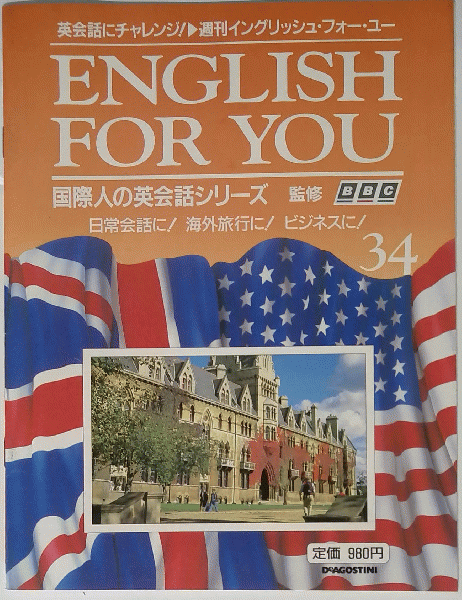 英会話にチャレンジ!▶週刊イングリッシュ・フォー・ユー
ENGLISH
FOR YOU
国際人の英会話シリーズ 監修 BBC
日常会話に! 海外旅行に! ビジネスに!
34
定価 980円
DEAGOSTINI